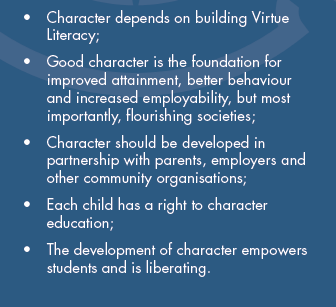 • Character depends on building Virtue
Literacy;
• Good character is the foundation for
improved attainment, better behaviour
and increased employability, but most
importantly, flourishing societies;
• Character should be developed in
partnership with parents, employers and
other community organisations;
• Each child has a right to character
education;
• The development of character empowers
students and is liberating.